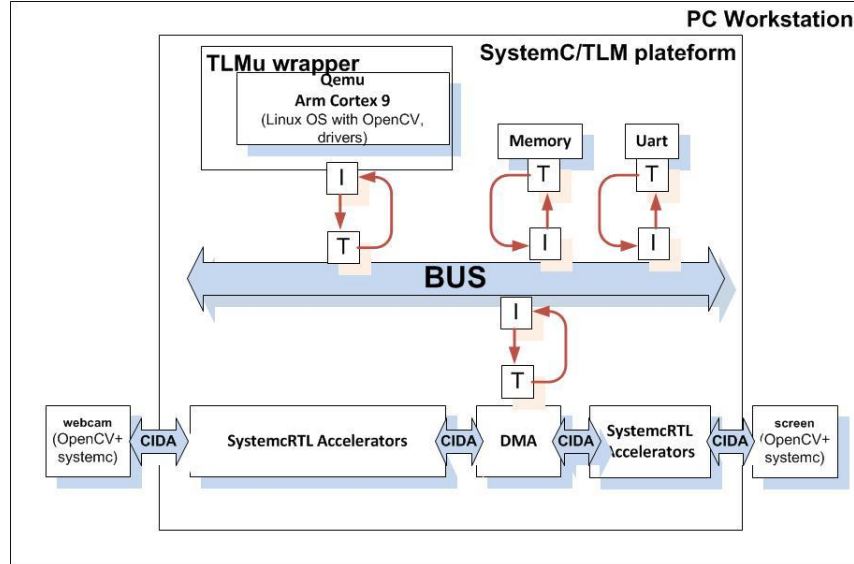 PC Workstation
SystemC/TLM plateform
TLMu wrapper
Qemu
Arm Cortex 9
(Linux OS with OpenCV,
drivers)
Memory
Uart
I
T
T
T
I
I
BUS
I
T
webcam
(OpenCV+
systemc)
CIDA
SystemcRTL Accelerators
CIDA
DMA
CIDA
SystemcRTL
Accelerators
CIDA
screen
(OpenCV+
systemc)